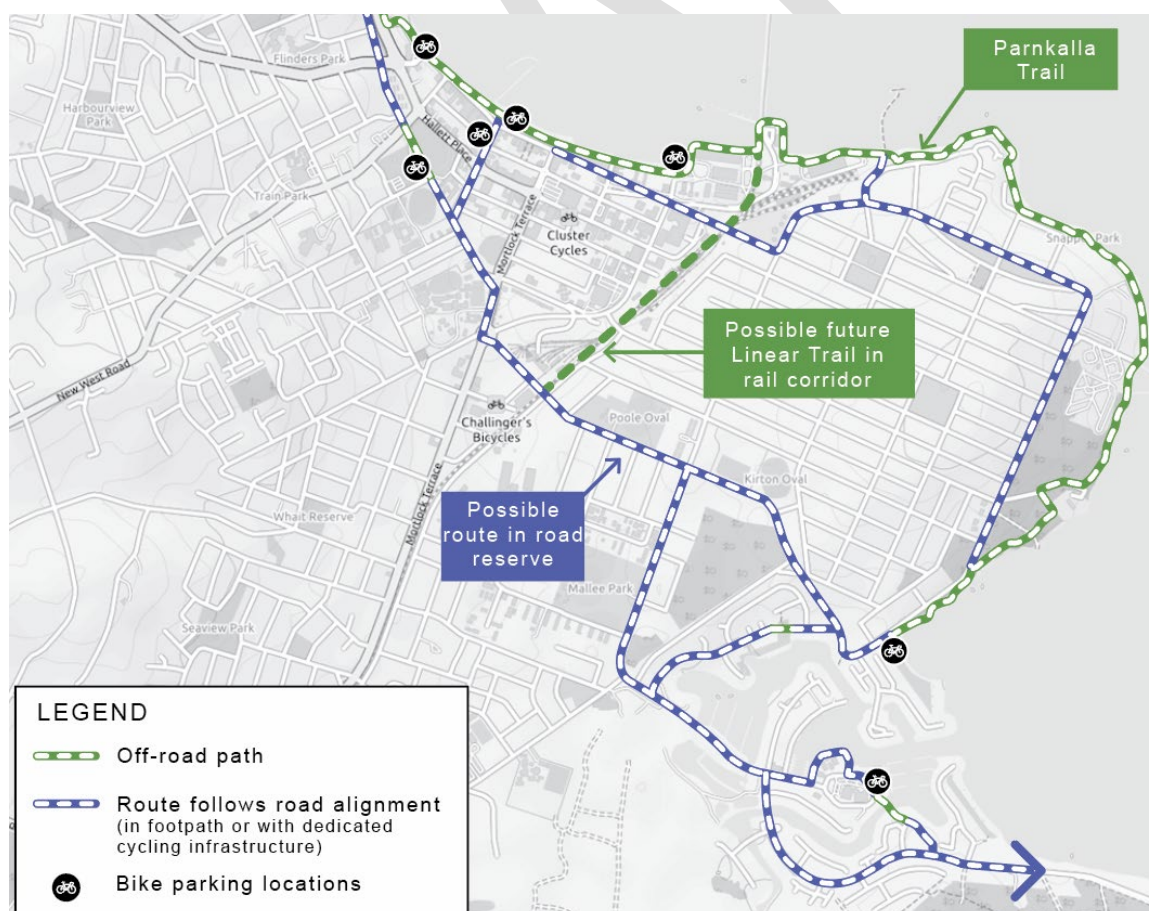 Flinders Park
Parnkalla
Trail
Harbourview
Park
Hallett Place
Train Park
Mortlock Terrace
Cluster
Cycles
New West Road
Possible future
Linear Trail in
rail corridor
Challinger's
Bicycles
Poole Oval
Kirton Oval
Mortlock Terrace
Whait Reserve
Possible
route in road
reserve
Mallee Park
Seaview Park
LEGEND
Off-road path
Route follows road alignment
(in footpath or with dedicated
cycling infrastructure)
Bike parking locations